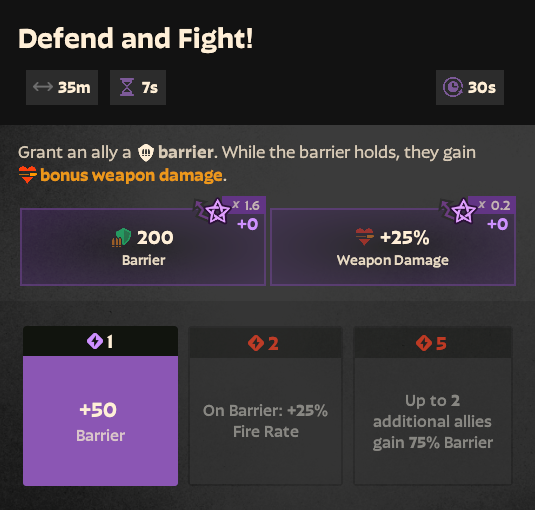 Defend and Fight!
35m 7s 30s
Grant an ally a barrier. While the barrier holds, they gain
bonus weapon damage.
x 1.6 x 0.2
+0 +0
200 +25%
Barrier Weapon Damage
1 2 5
+50
Barrier
On Barrier: +25%
Fire Rate
Up to 2
additional allies
gain 75% Barrier